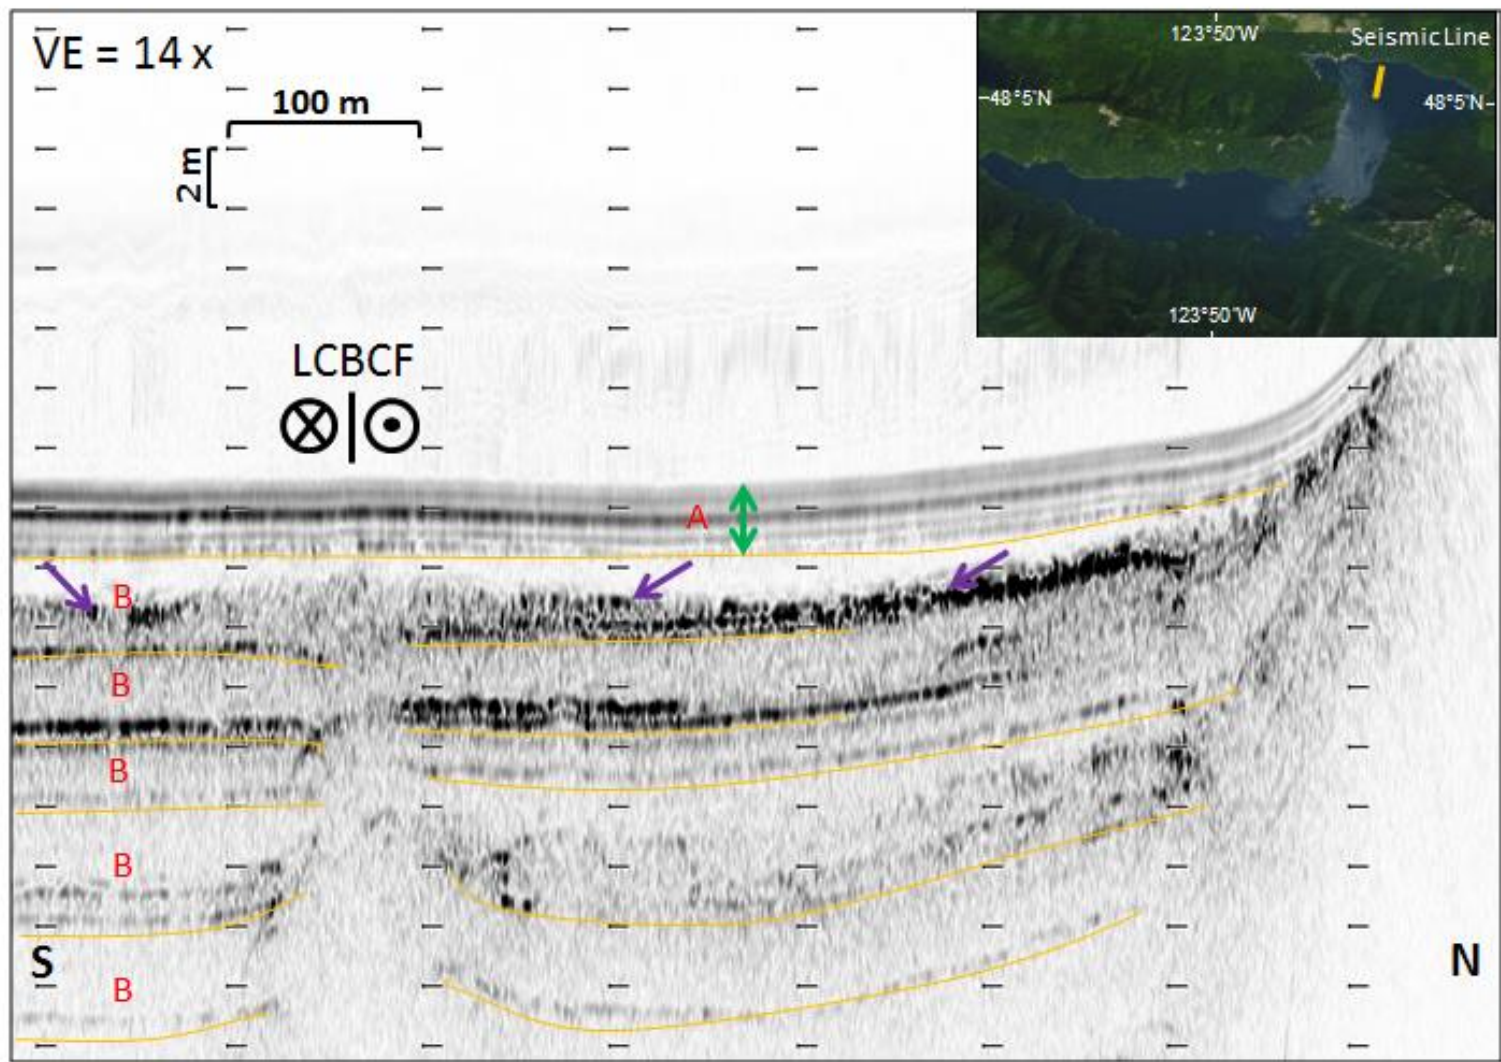 VE = 14 x
100 m
2 m
123°50'W
Seismic Line
48°5'N
48°5'N
123°50'W
LCBCF
A
B
B
B
B
B
S
N